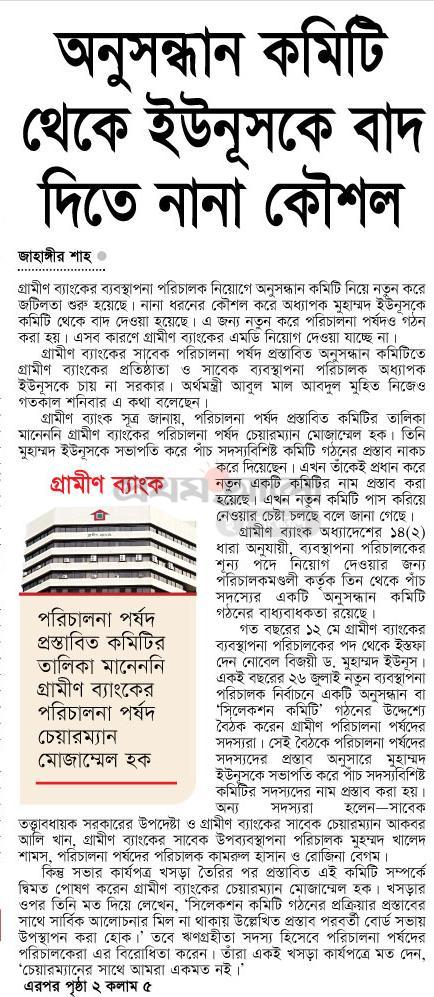 অনুসন্ধান কমিটি
থেকে ইউনূসকে বাদ
দিতে নানা কৌশল
জাহাঙ্গীর শাহ
গ্রামীণ ব্যাংকের ব্যবস্থাপনা পরিচালক নিয়োগে অনুসন্ধান কমিটি নিয়ে নতুন করে
জটিলতা শুরু হয়েছে। নানা ধরনের কৌশল করে অধ্যাপক মুহাম্মদ ইউনূসকে
কমিটি থেকে বাদ দেওয়া হয়েছে। এ জন্য নতুন করে পরিচালনা পর্ষদও গঠন
করা হয়। এসব কারণে গ্রামীণ ব্যাংকের এমডি নিয়োগ দেওয়া যাচ্ছে না।
গ্রামীণ ব্যাংকের সাবেক পরিচালনা পর্ষদ প্রস্তাবিত অনুসন্ধান কমিটিতে
গ্রামীণ ব্যাংকের প্রতিষ্ঠাতা ও সাবেক ব্যবস্থাপনা পরিচালক অধ্যাপক
ইউনূসকে চায় না সরকার। অর্থমন্ত্রী আবুল মাল আবদুল মুহিত নিজেও
গতকাল শনিবার এ কথা বলেছেন।
গ্রামীণ ব্যাংক সূত্র জানায়, পরিচালনা পর্ষদ প্রস্তাবিত কমিটির তালিকা
মানেননি গ্রামীণ ব্যাংকের পরিচালনা পর্ষদ চেয়ারম্যান মোজাম্মেল হক। তিনি
মুহাম্মদ ইউনূসকে সভাপতি করে পাঁচ সদস্যবিশিষ্ট কমিটি গঠনের প্রস্তাব নাকচ
করে দিয়েছেন। এখন তাঁকেই প্রধান করে
নতুন একটি কমিটির নাম প্রস্তাব করা
হয়েছে। এখন নতুন কমিটি পাস করিয়ে
নেওয়ার চেষ্টা চলছে বলে জানা গেছে।
গ্রামীণ ব্যাংক অধ্যাদেশের ১৪(২)
ধারা অনুযায়ী, ব্যবস্থাপনা পরিচালকের
শূন্য পদে নিয়োগ দেওয়ার জন্য
পরিচালকমণ্ডলী কর্তৃক তিন থেকে পাঁচ
সদস্যের একটি অনুসন্ধান কমিটি
গঠনের বাধ্যবাধকতা রয়েছে।
গত বছরের ১২ মে গ্রামীণ ব্যাংকের
ব্যবস্থাপনা পরিচালকের পদ থেকে ইস্তফা
দেন নোবেল বিজয়ী ড. মুহাম্মদ ইউনূস।
একই বছরের ২৬ জুলাই নতুন ব্যবস্থাপনা
পরিচালক নির্বাচনে একটি অনুসন্ধান বা
‘সিলেকশন কমিটি’ গঠনের উদ্দেশ্যে
বৈঠক করেন গ্রামীণ পরিচালনা পর্ষদের
সদস্যরা। সেই বৈঠকে পরিচালনা পর্ষদের
সদস্যদের প্রস্তাব অনুসারে মুহাম্মদ
ইউনূসকে সভাপতি করে পাঁচ সদস্যবিশিষ্ট
কমিটির সদস্যদের নাম প্রস্তাব করা হয়।
অন্য সদস্যরা হলেন—সাবেক
তত্ত্বাবধায়ক সরকারের উপদেষ্টা ও গ্রামীণ ব্যাংকের সাবেক চেয়ারম্যান আকবর
আলি খান, গ্রামীণ ব্যাংকের সাবেক উপব্যবস্থাপনা পরিচালক মুহম্মদ খালেদ
শামস, পরিচালনা পর্ষদের পরিচালক কামরুল হাসান ও রোজিনা বেগম।
কিন্তু সভার কার্যপত্র খসড়া তৈরির পর প্রস্তাবিত এই কমিটি সম্পর্কে
দ্বিমত পোষণ করেন গ্রামীণ ব্যাংকের চেয়ারম্যান মোজাম্মেল হক। খসড়ার
ওপর তিনি মত দিয়ে লেখেন, ‘সিলেকশন কমিটি গঠনের প্রক্রিয়ার প্রস্তাবের
সাথে সার্বিক আলোচনার মিল না থাকায় উল্লেখিত প্রস্তাব পরবর্তী বোর্ড সভায়
উপস্থাপন করা হোক।’ তবে ঋণগ্রহীতা সদস্য হিসেবে পরিচালনা পর্ষদের
পরিচালকেরা এর বিরোধিতা করেন। তাঁরা একই খসড়া কার্যপত্রে মত দেন,
‘চেয়ারম্যানের সাথে আমরা একমত নই।’
এরপর পৃষ্ঠা ২ কলাম ৫
গ্রামীণ ব্যাংক
পরিচালনা পর্ষদ
প্রস্তাবিত কমিটির
তালিকা মানেননি
গ্রামীণ ব্যাংকের
পরিচালনা পর্ষদ
চেয়ারম্যান
মোজাম্মেল হক